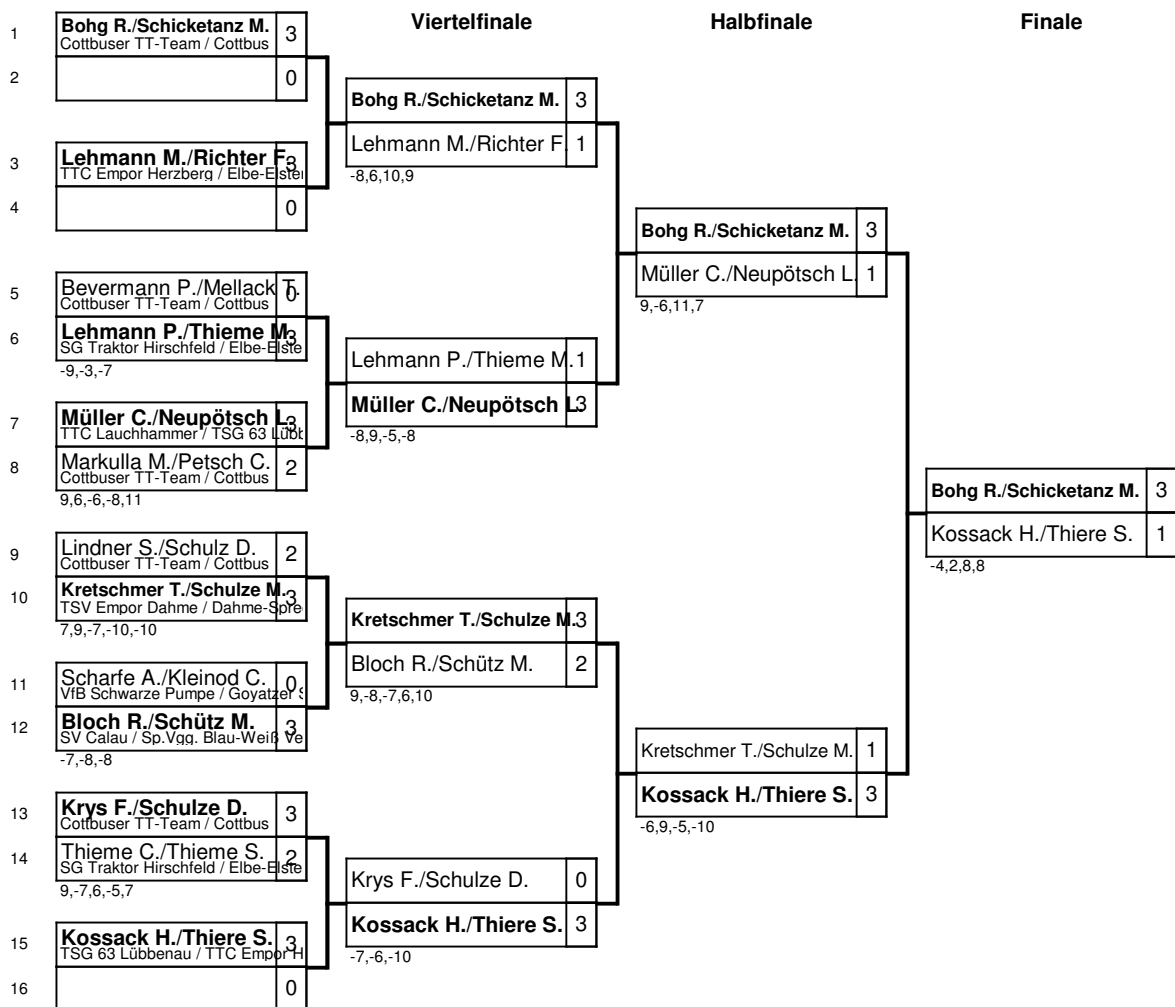 Viertelfinale
Halbfinale
Finale
1
Bohg R./Schicketanz M. 3
Cottbuser TT-Team / Cottbus
2
0
3
Lehmann M./Richter F. 3
TTC Empor Herzberg / Elbe-Elster
4
0
5
Bevermann P./Mellack T. 0
Cottbuser TT-Team / Cottbus
6
Lehmann P./Thieme M. 3
SG Traktor Hirschfeld / Elbe-Elste
-9,-3,-7
7
Müller C./Neupötsch L. 3
TTC Lauchhammer / TSG 63 Lübb
8
Markulla M./Petsch C. 2
Cottbuser TT-Team / Cottbus
9,6,-6,-8,11
9
Lindner S./Schulz D. 2
Cottbuser TT-Team / Cottbus
10
Kretschmer T./Schulze M. 3
TSV Empor Dahme / Dahme-Spre
7,9,-7,-10,-10
11
Scharfe A./Kleinod C. 0
VfB Schwarze Pumpe / Goyatzer S
12
Bloch R./Schütz M. 3
SV Calau / Sp.Vgg. Blau-Weiß Ve
-7,-8,-8
13
Krys F./Schulze D. 3
Cottbuser TT-Team / Cottbus
14
Thieme C./Thieme S. 2
SG Traktor Hirschfeld / Elbe-Elste
9,-7,6,-5,7
15
Kossack H./Thiere S. 3
TSG 63 Lübbenau / TTC Empor H
16
0
Bohg R./Schicketanz M. 3
Lehmann M./Richter F. 1
-8,6,10,9
Lehmann P./Thieme M. 1
Müller C./Neupötsch L. 3
-8,9,-5,-8
Kretschmer T./Schulze M. 3
Bloch R./Schütz M. 2
9,-8,-7,6,10
Krys F./Schulze D. 0
Kossack H./Thiere S. 3
-7,-6,-10
Bohg R./Schicketanz M. 3
Müller C./Neupötsch L. 1
9,-6,11,7
Kretschmer T./Schulze M. 1
Kossack H./Thiere S. 3
-6,9,-5,-10
Bohg R./Schicketanz M. 3
Kossack H./Thiere S. 1
-4,2,8,8